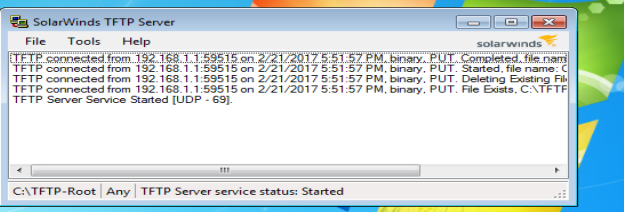 SolarWinds TFTP Server
File Tools Help
solarwinds
TFTP connected from 192.168.1.1:59515 on 2/21/2017 5:51:57 PM, binary, PUT. Completed, file nam
TFTP connected from 192.168.1.1:59515 on 2/21/2017 5:51:57 PM, binary, PUT. Started, file name: C
TFTP connected from 192.168.1.1:59515 on 2/21/2017 5:51:57 PM, binary, PUT. Deleting Existing File
TFTP connected from 192.168.1.1:59515 on 2/21/2017 5:51:57 PM, binary, PUT. File Exists, C:\TFTF
TFTP Server Service Started [UDP - 69].
C:\TFTP-Root Any TFTP Server service status: Started